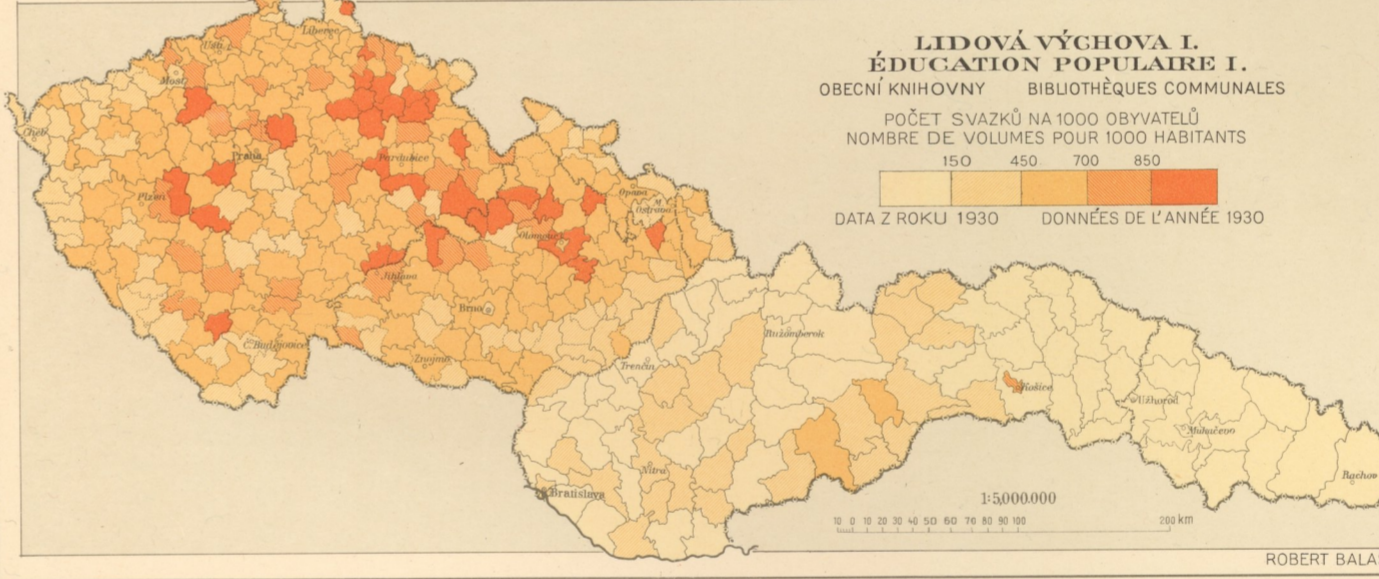 LIDOVÁ VÝCHOVA I.
ÉDUCATION POPULAIRE I.
OBECNÍ KNIHOVNY BIBLIOTHÈQUES COMMUNALES
POČET SVAZKŮ NA 1000 OBYVATELŮ
NOMBRE DE VOLUMES POUR 1000 HABITANTS
150 450 700 850
DATA Z ROKU 1930 DONNÉES DE L'ANNÉE 1930
Liberec
Ústí
Most
Cheb
Praha
Pardubice
Plzeň
Opava
M. Ostrava
Olomouc
Jihlava
Brno
Č. Budějovice
Znojmo
Ružomberok
Trenčín
Košice
Užhorod
Mukačevo
Nitra
Bratislava
Rachov
1:5,000.000
10 0 10 20 30 40 50 60 70 80 90 100 200 km
ROBERT BALA